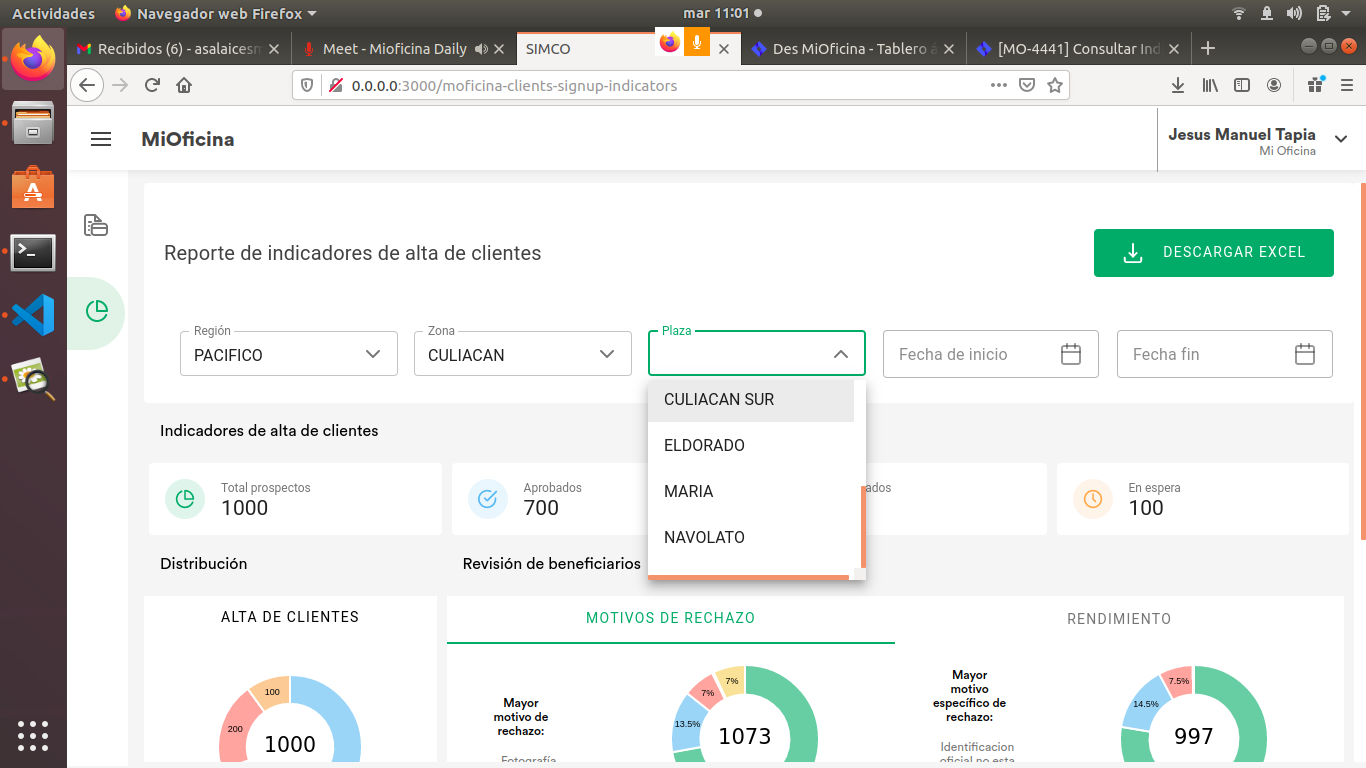 Actividades
Navegador web Firefox
mar 11:01
Recibidos (6) - asalaicesm
Meet - Mioficina Daily
SIMCO
Des MiOficina - Tablero á
[MO-4441] Consultar Ind
0.0.0.0:3000/moficina-clients-signup-indicators
MiOficina
Jesus Manuel Tapia
Mi Oficina
Reporte de indicadores de alta de clientes
DESCARGAR EXCEL
Región
PACIFICO
Zona
CULIACAN
Plaza
Fecha de inicio
Fecha fin
CULIACAN SUR
ELDORADO
MARIA
NAVOLATO
Indicadores de alta de clientes
Total prospectos
1000
Aprobados
700
ados
En espera
100
Distribución
Revisión de beneficiarios
ALTA DE CLIENTES
MOTIVOS DE RECHAZO
RENDIMIENTO
100
200
1000
Mayor
motivo de
rechazo:
Fotografía
7%
7%
13.5%
1073
Mayor
motivo
específico de
rechazo:
Identificacion
oficial no esta
7.5%
14.5%
997